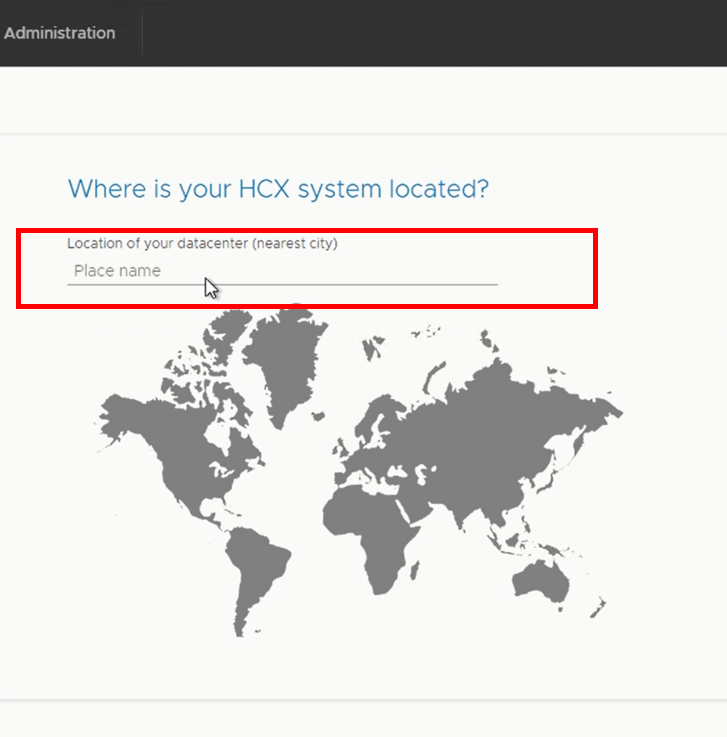 Administration
Where is your HCX system located?
Location of your datacenter (nearest city)
Place name